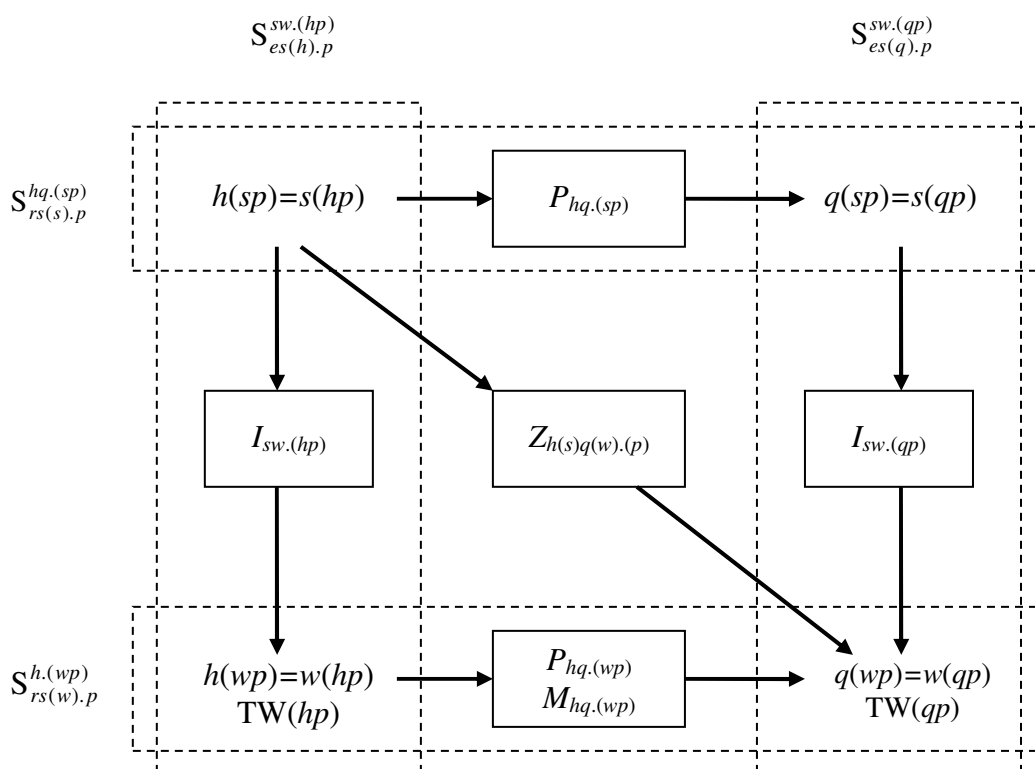 S^{sw.(hp)}_{es(h).p} S^{sw.(qp)}_{es(q).p}
S^{hq.(sp)}_{rs(s).p} h(sp)=s(hp) P_{hq.(sp)} q(sp)=s(qp)
I_{sw.(hp)} Z_{h(s)q(w).(p)} I_{sw.(qp)}
S^{h.(wp)}_{rs(w).p} h(wp)=w(hp) P_{hq.(wp)} q(wp)=w(qp)
TW(hp) M_{hq.(wp)} TW(qp)